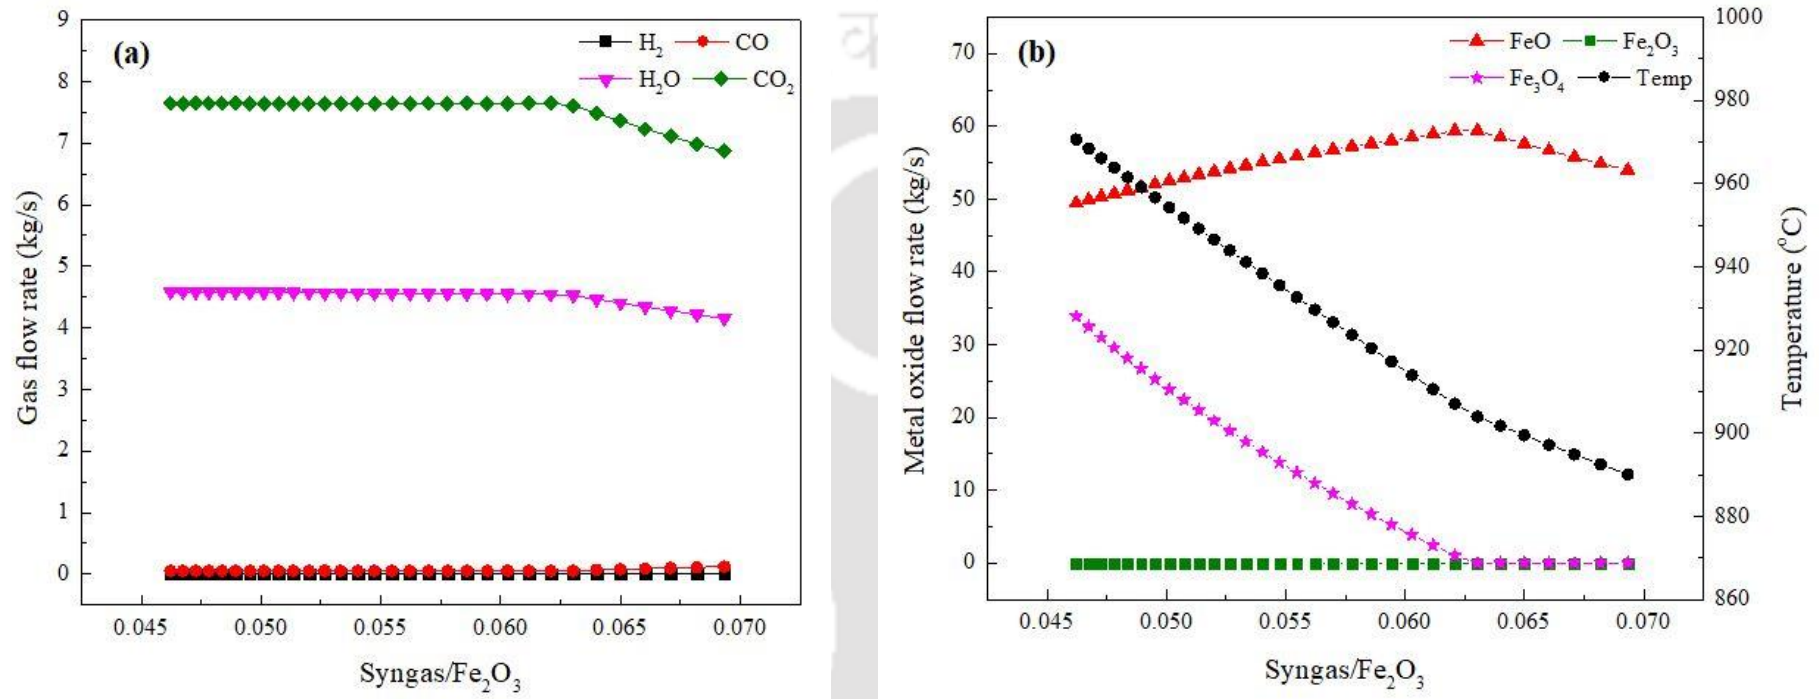 9
8
7
6
5
4
3
2
1
0
Gas flow rate (kg/s)
(a)
H₂ CO
H₂O CO₂
0.045 0.050 0.055 0.060 0.065 0.070
Syngas/Fe₂O₃
70
60
50
40
30
20
10
0
Metal oxide flow rate (kg/s)
(b)
FeO Fe₂O₃
Fe₃O₄ Temp
1000
980
960
940
920
900
880
860
Temperature (°C)
0.045 0.050 0.055 0.060 0.065 0.070
Syngas/Fe₂O₃